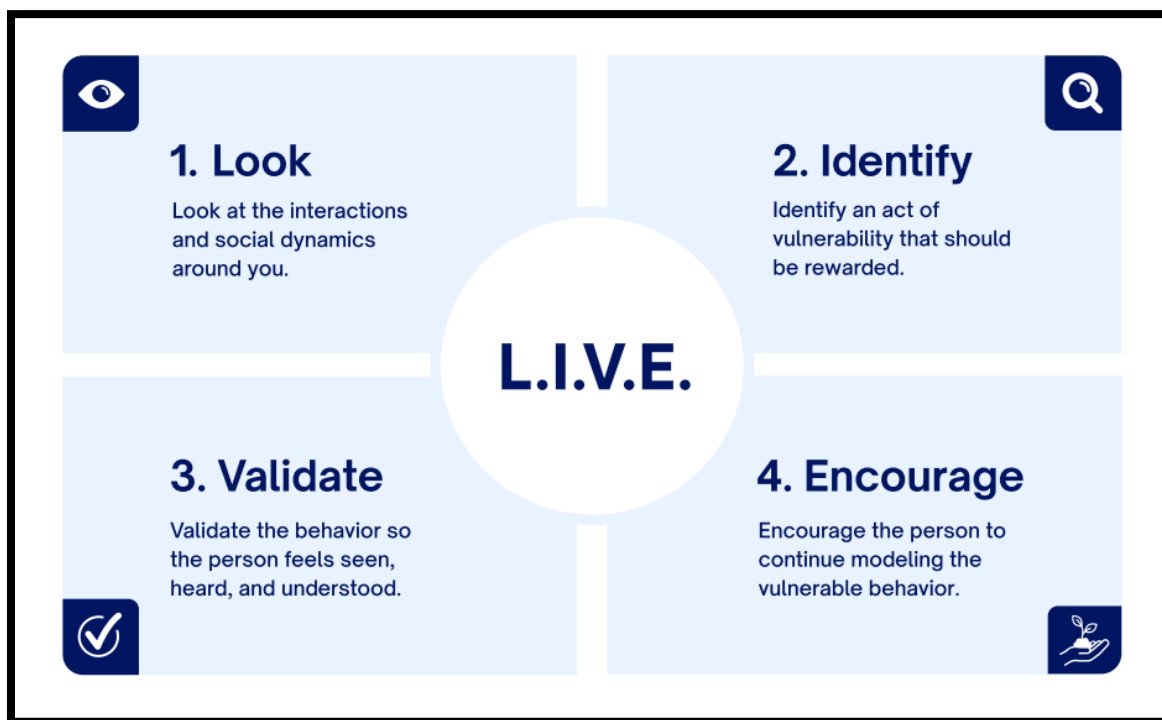 1. Look
Look at the interactions
and social dynamics
around you.
2. Identify
Identify an act of
vulnerability that should
be rewarded.
L.I.V.E.
3. Validate
Validate the behavior so
the person feels seen,
heard, and understood.
4. Encourage
Encourage the person to
continue modeling the
vulnerable behavior.